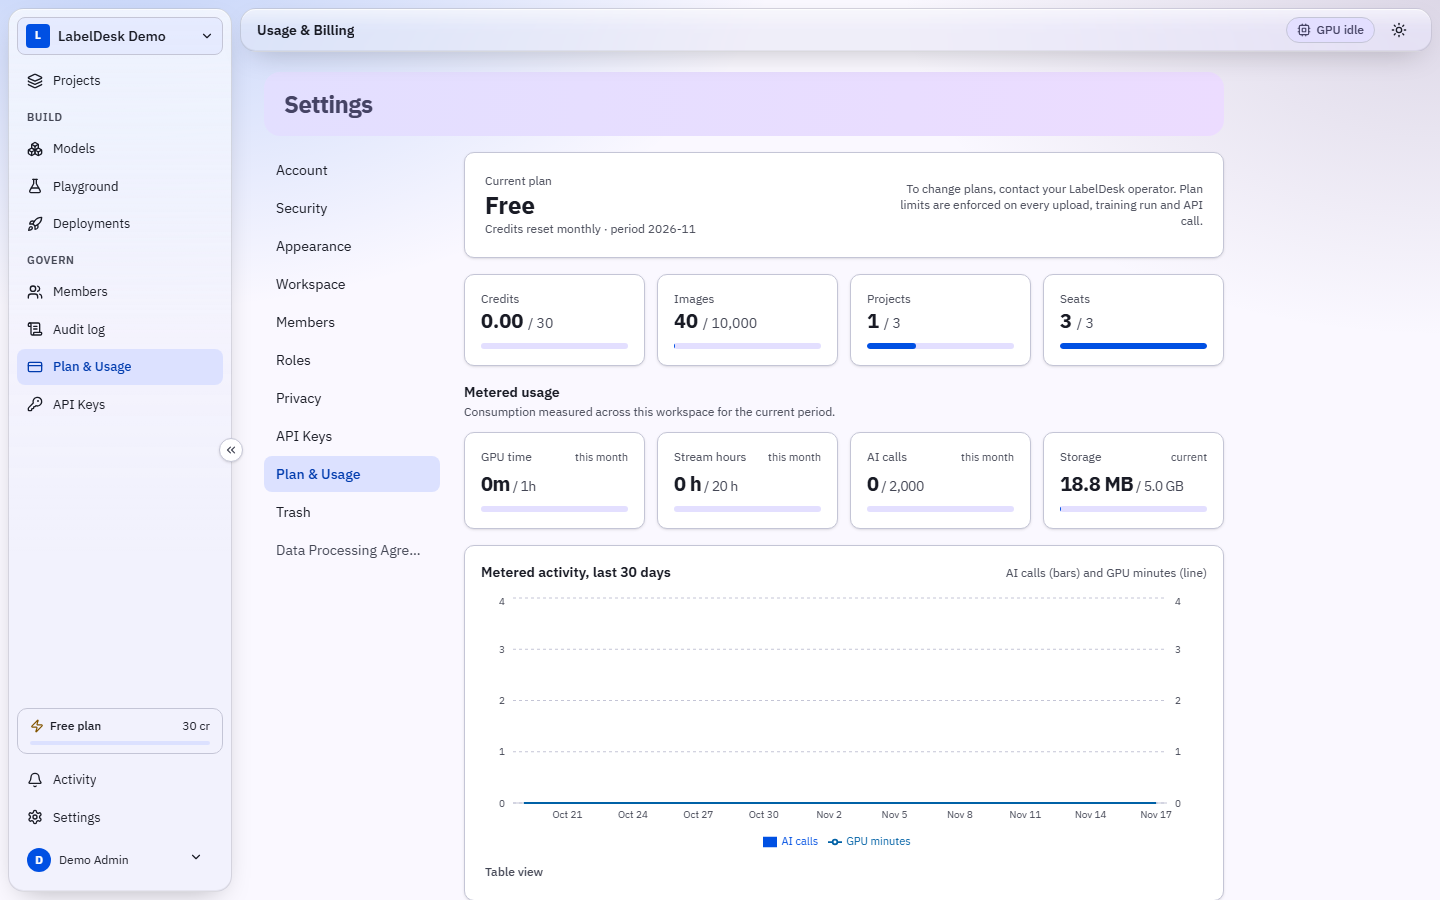 L LabelDesk Demo
Projects
BUILD
Models
Playground
Deployments
GOVERN
Members
Audit log
Plan & Usage
API Keys
Free plan 30 cr
Activity
Settings
D Demo Admin
Usage & Billing
GPU idle
Settings
Account
Security
Appearance
Workspace
Members
Roles
Privacy
API Keys
Plan & Usage
Trash
Data Processing Agre...
Current plan
Free
Credits reset monthly · period 2026-11
To change plans, contact your LabelDesk operator. Plan
limits are enforced on every upload, training run and API
call.
Credits
0.00 / 30
Images
40 / 10,000
Projects
1 / 3
Seats
3 / 3
Metered usage
Consumption measured across this workspace for the current period.
GPU time this month
0m / 1h
Stream hours this month
0 h / 20 h
AI calls this month
0 / 2,000
Storage current
18.8 MB / 5.0 GB
Metered activity, last 30 days
AI calls (bars) and GPU minutes (line)
4 4
3 3
2 2
1 1
0 0
Oct 21 Oct 24 Oct 27 Oct 30 Nov 2 Nov 5 Nov 8 Nov 11 Nov 14 Nov 17
AI calls GPU minutes
Table view